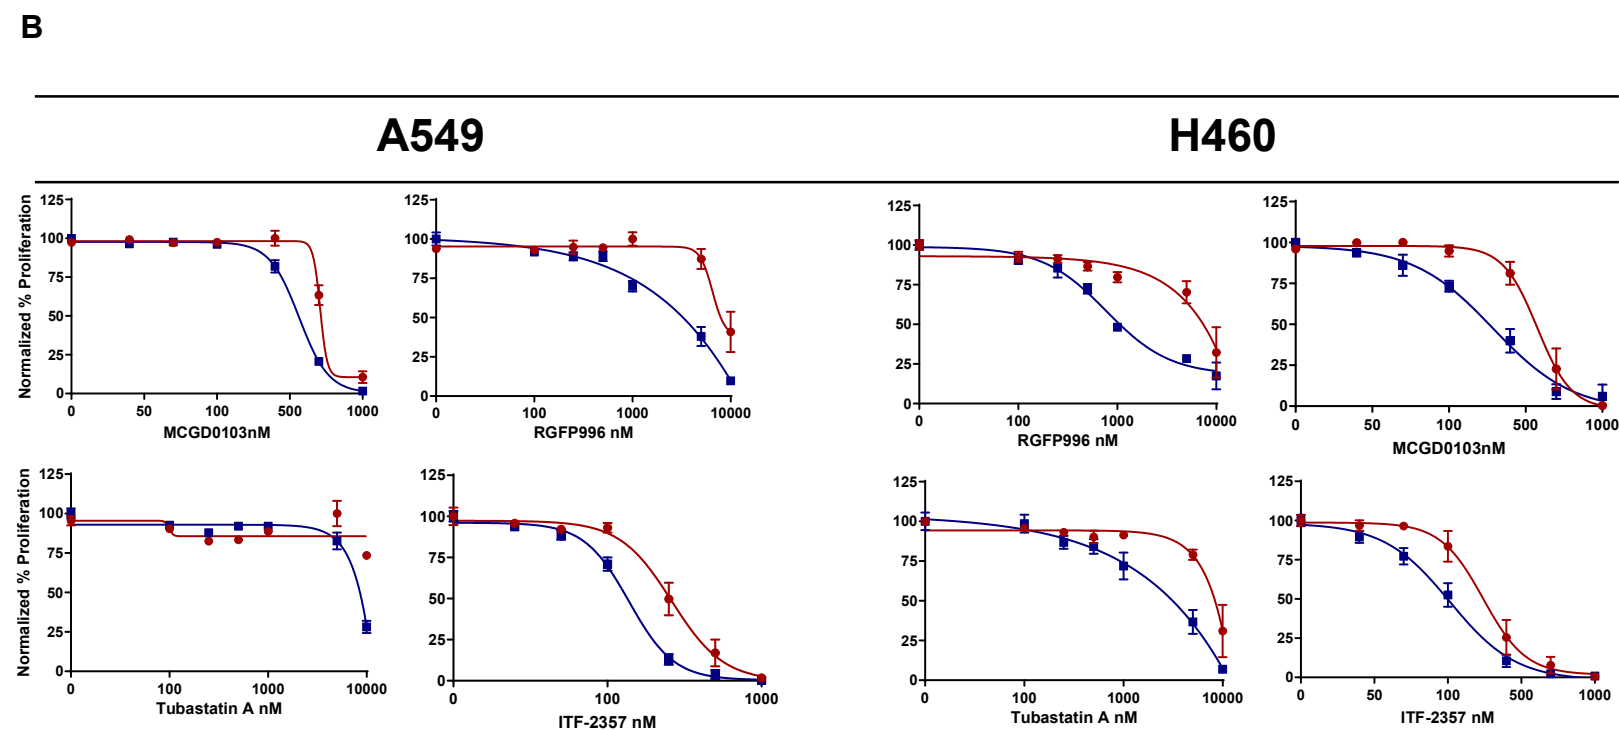 B
A549 H460
Normalized % Proliferation
125
100
75
50
25
0
0 50 100 500 1000
MCGD0103nM
125
100
75
50
25
0
0 100 1000 10000
RGFP996 nM
125
100
75
50
25
0
0 100 1000 10000
RGFP996 nM
125
100
75
50
25
0
0 50 100 500 1000
MCGD0103nM
Normalized % Proliferation
125
100
75
50
25
0
0 100 1000 10000
Tubastatin A nM
125
100
75
50
25
0
0 100 1000
ITF-2357 nM
125
100
75
50
25
0
0 100 1000 10000
Tubastatin A nM
125
100
75
50
25
0
0 50 100 500 1000
ITF-2357 nM